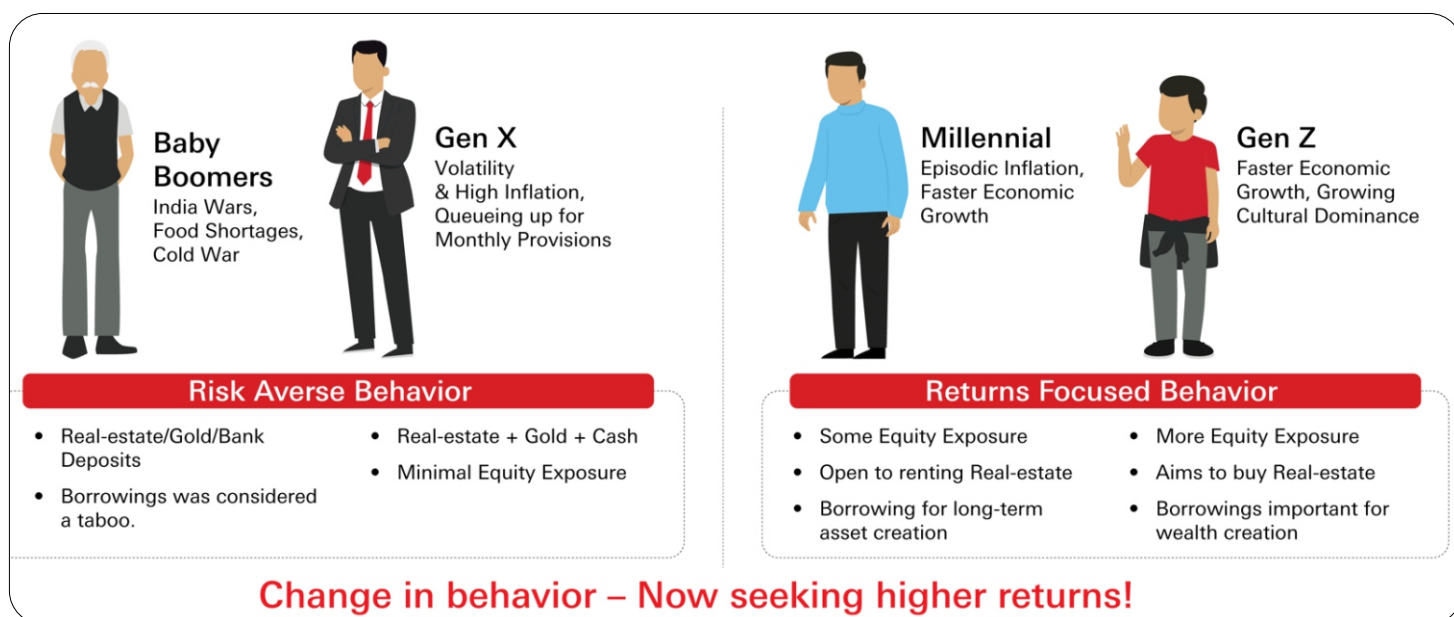 Baby
Boomers
India Wars,
Food Shortages,
Cold War
Gen X
Volatility
& High Inflation,
Queueing up for
Monthly Provisions
Millennial
Episodic Inflation,
Faster Economic
Growth
Gen Z
Faster Economic
Growth, Growing
Cultural Dominance
Risk Averse Behavior
• Real-estate/Gold/Bank
Deposits
• Borrowings was considered
a taboo.
• Real-estate + Gold + Cash
• Minimal Equity Exposure
Returns Focused Behavior
• Some Equity Exposure
• Open to renting Real-estate
• Borrowing for long-term
asset creation
• More Equity Exposure
• Aims to buy Real-estate
• Borrowings important for
wealth creation
Change in behavior – Now seeking higher returns!